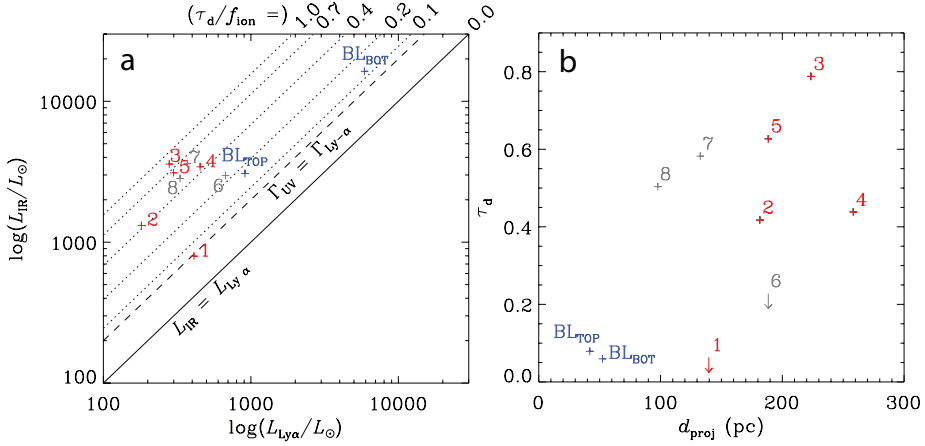 (τd/fion =) 1.0 0.7 0.4 0.2 0.1 0.0
a
BLBOT
10000
3 7 4 BLTOP
5
8 6
ΓUV = ΓLy-α
2
1000
1
LIR = LLy α
100
100 1000 10000
log(LIR/L☉)
log(LLyα/L☉)
b
0.8
3
5
7
0.6
8
2
4
0.4
6
0.2
BLTOP
BLBOT
1
0.0
0 100 200 300
τd
dproj (pc)